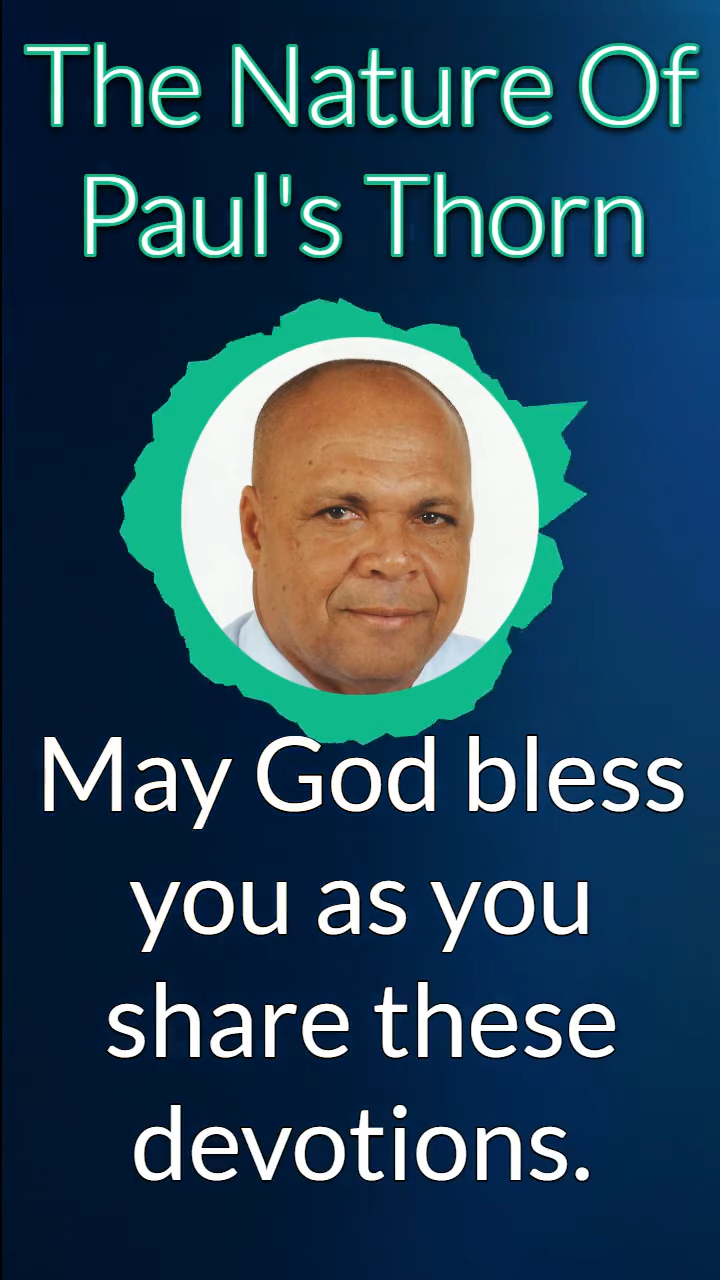 The Nature Of
Paul's Thorn
May God bless
you as you
share these
devotions.